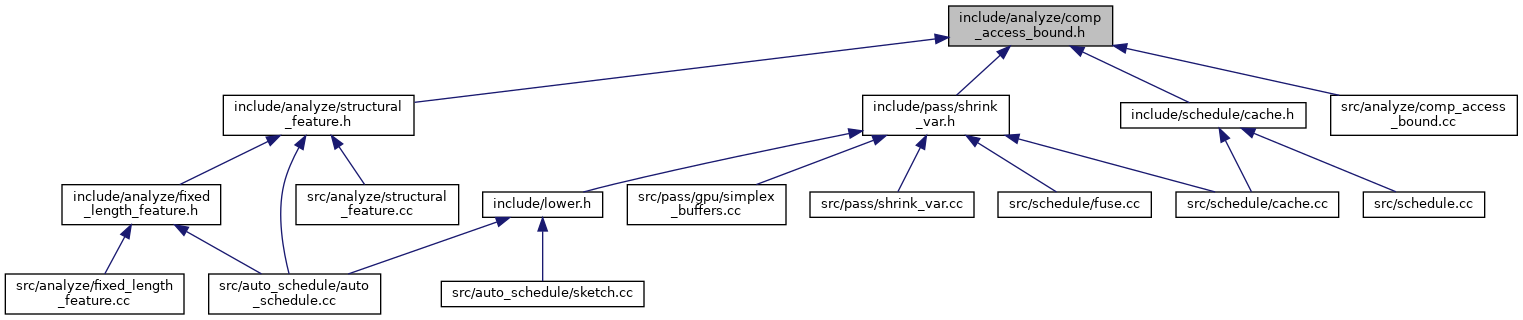 include/analyze/comp
_access_bound.h
include/analyze/structural
_feature.h
include/pass/shrink
_var.h
include/schedule/cache.h
src/analyze/comp_access
_bound.cc
include/analyze/fixed
_length_feature.h
src/analyze/structural
_feature.cc
include/lower.h
src/pass/gpu/simplex
_buffers.cc
src/pass/shrink_var.cc
src/schedule/fuse.cc
src/schedule/cache.cc
src/schedule.cc
src/analyze/fixed_length
_feature.cc
src/auto_schedule/auto
_schedule.cc
src/auto_schedule/sketch.cc